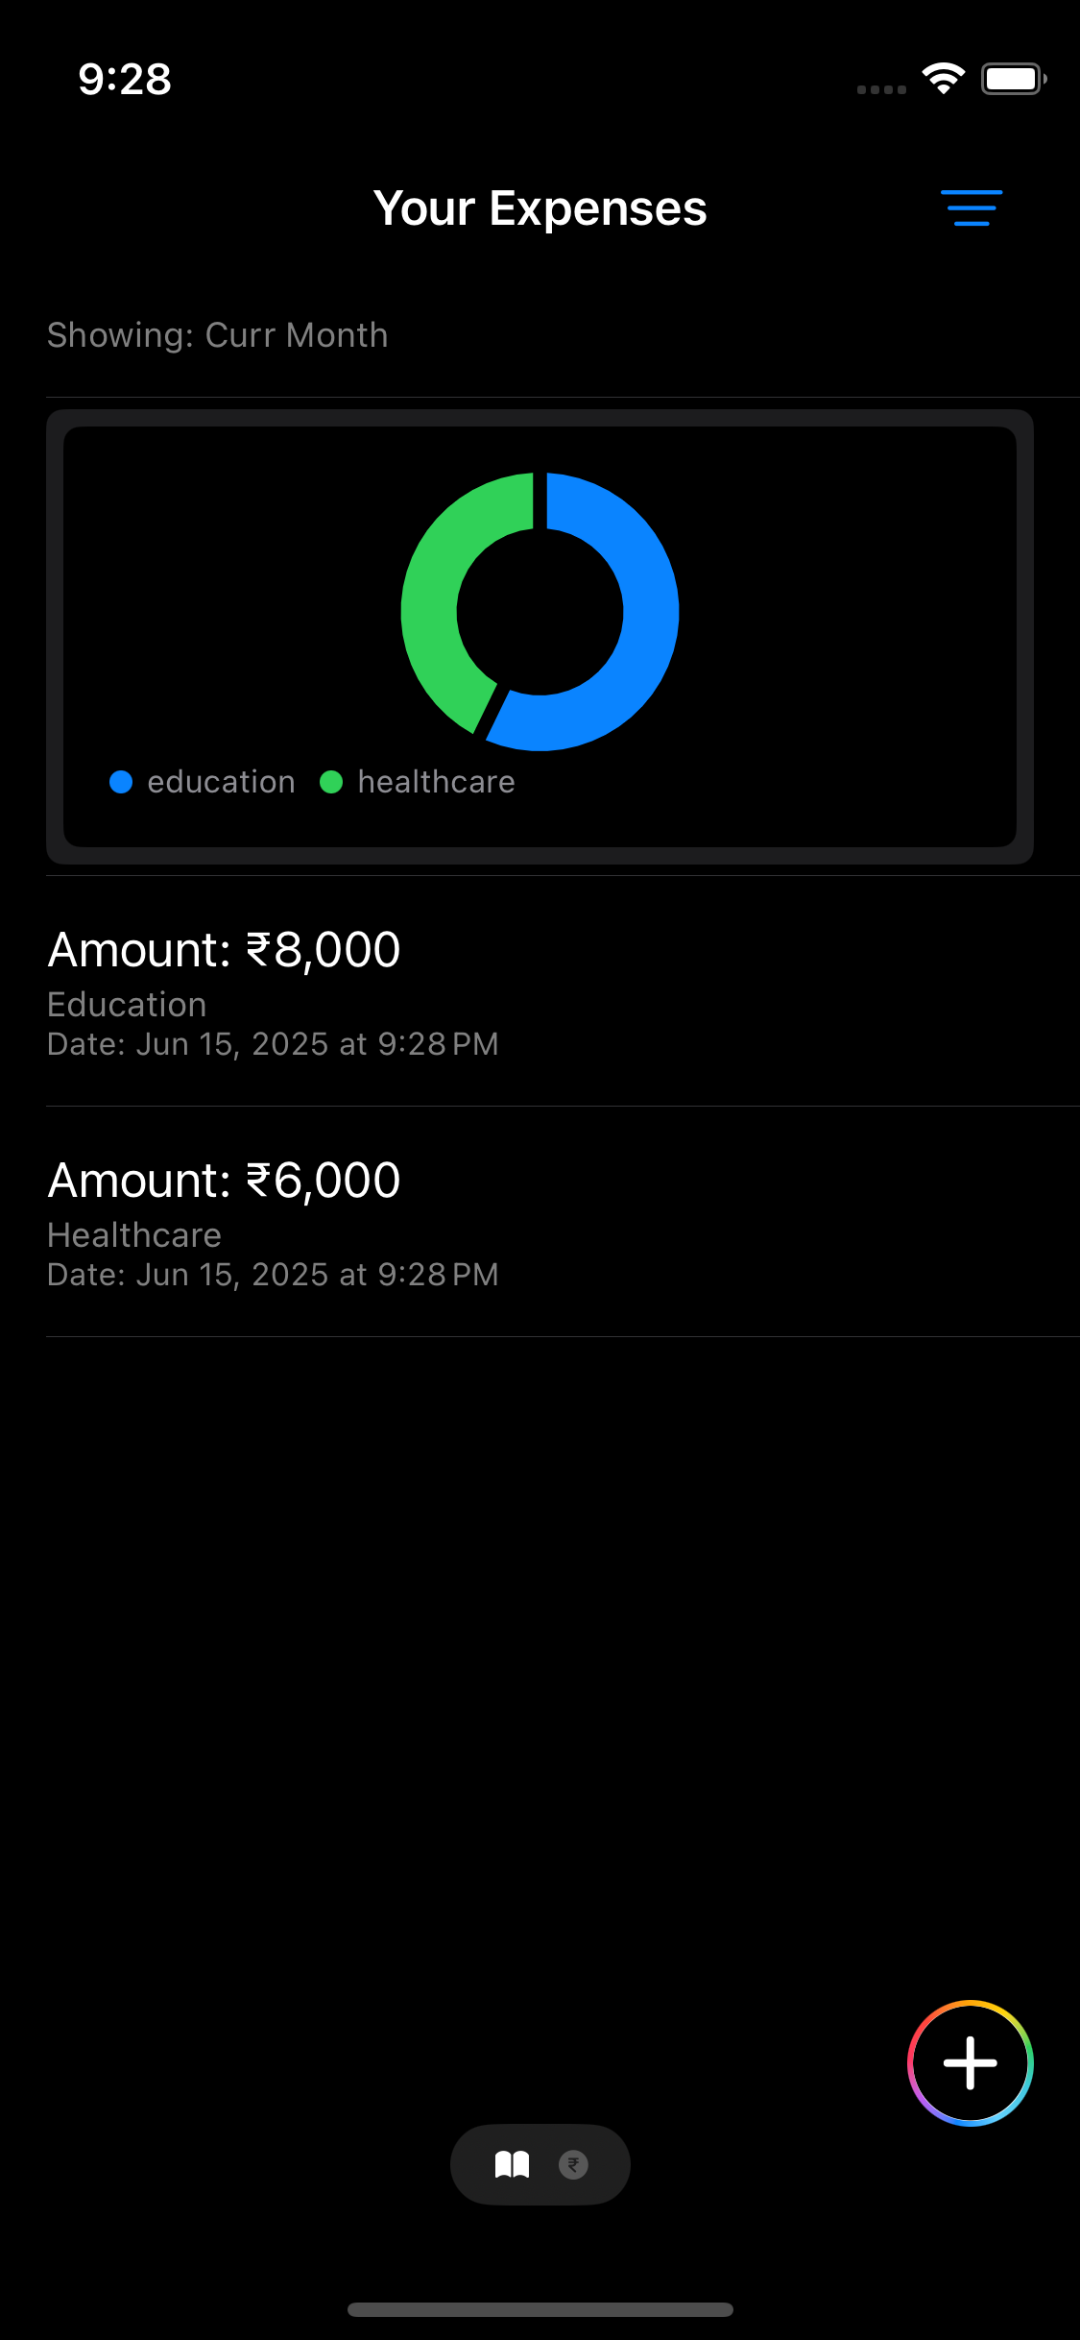 9:28
Your Expenses
Showing: Curr Month
education healthcare
Amount: ₹8,000
Education
Date: Jun 15, 2025 at 9:28 PM
Amount: ₹6,000
Healthcare
Date: Jun 15, 2025 at 9:28 PM
₹